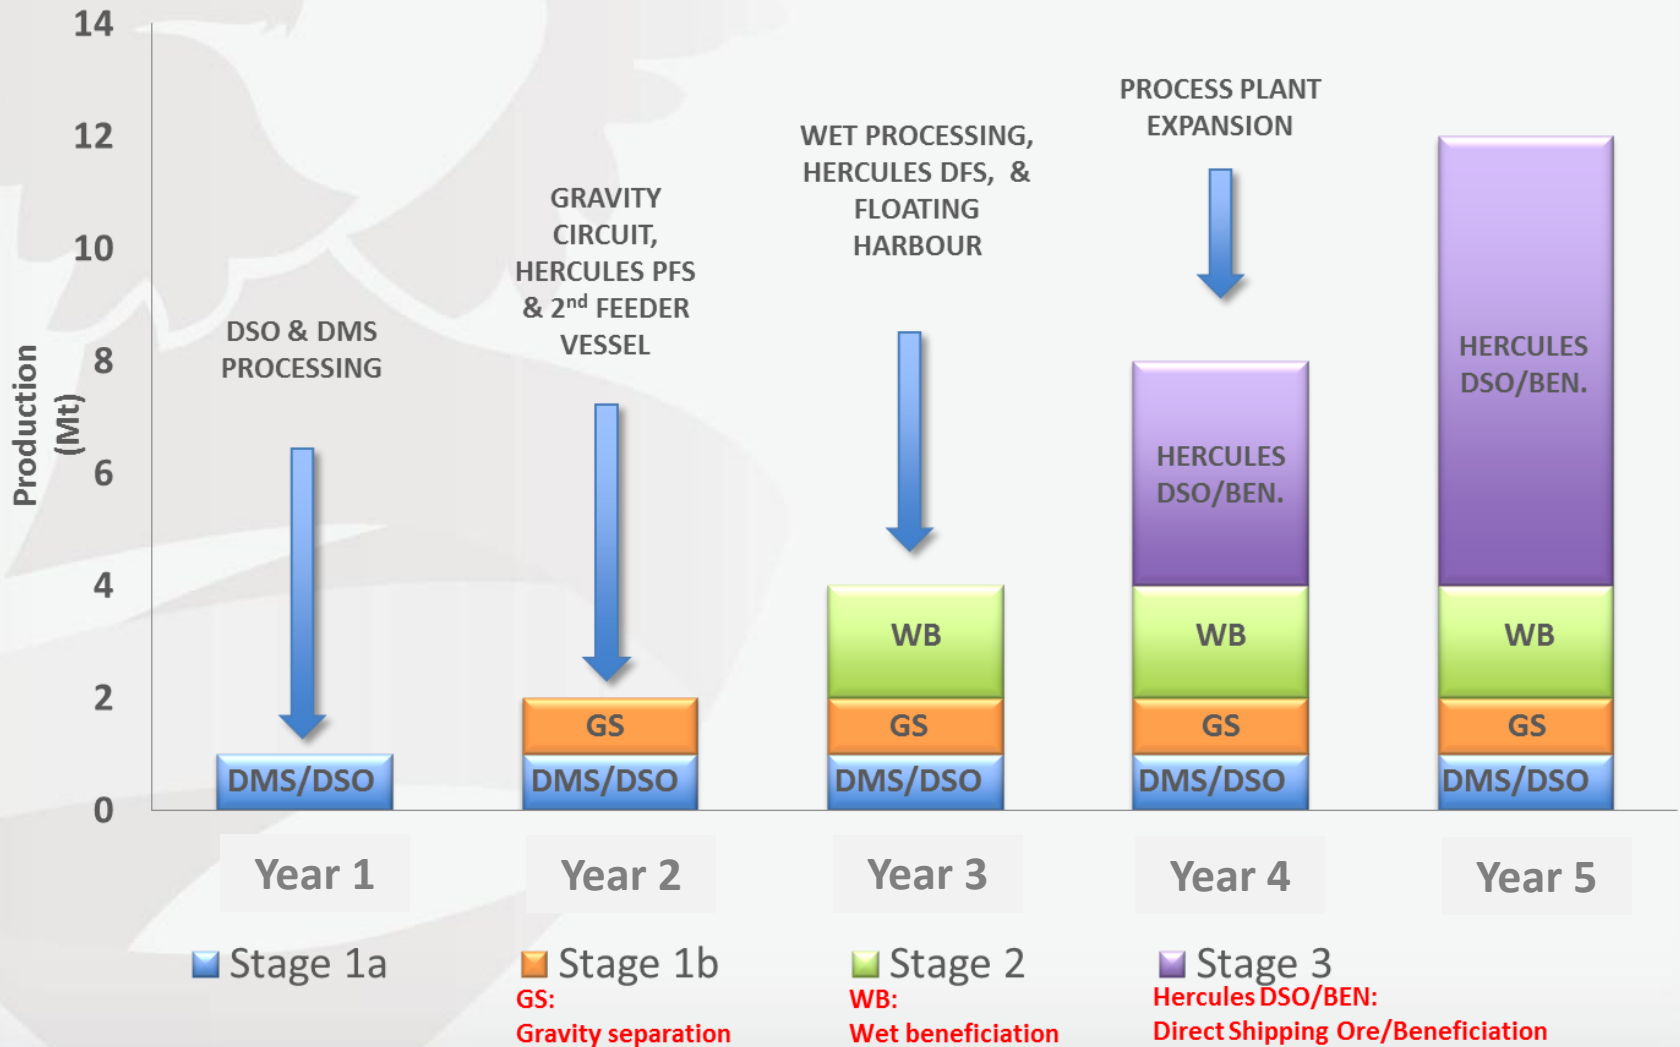 14
12
10
8
6
4
2
0
Production
(Mt)
DSO & DMS
PROCESSING
GRAVITY
CIRCUIT,
HERCULES PFS
& 2nd FEEDER
VESSEL
WET PROCESSING,
HERCULES DFS, &
FLOATING
HARBOUR
PROCESS PLANT
EXPANSION
DMS/DSO
GS
DMS/DSO
WB
GS
DMS/DSO
HERCULES
DSO/BEN.
WB
GS
DMS/DSO
HERCULES
DSO/BEN.
WB
GS
DMS/DSO
Year 1
Year 2
Year 3
Year 4
Year 5
Stage 1a
Stage 1b
GS:
Gravity separation
Stage 2
WB:
Wet beneficiation
Stage 3
Hercules DSO/BEN:
Direct Shipping Ore/Beneficiation